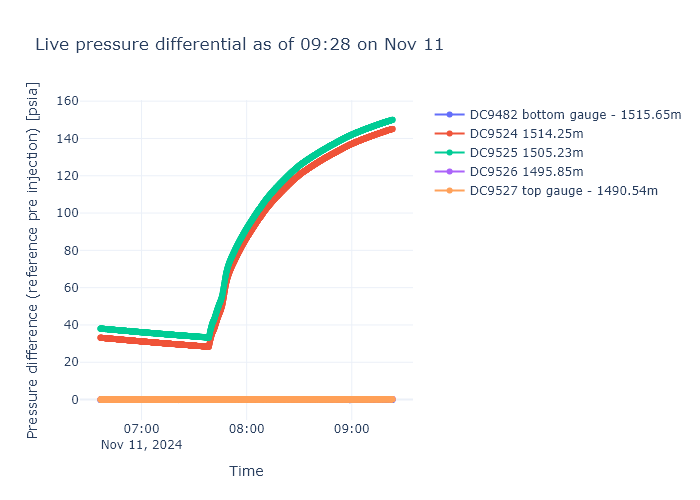 Live pressure differential as of 09:28 on Nov 11
Pressure difference (reference pre injection) [psia]
160
140
120
100
80
60
40
20
0
07:00
Nov 11, 2024
08:00
09:00
Time
DC9482 bottom gauge - 1515.65m
DC9524 1514.25m
DC9525 1505.23m
DC9526 1495.85m
DC9527 top gauge - 1490.54m